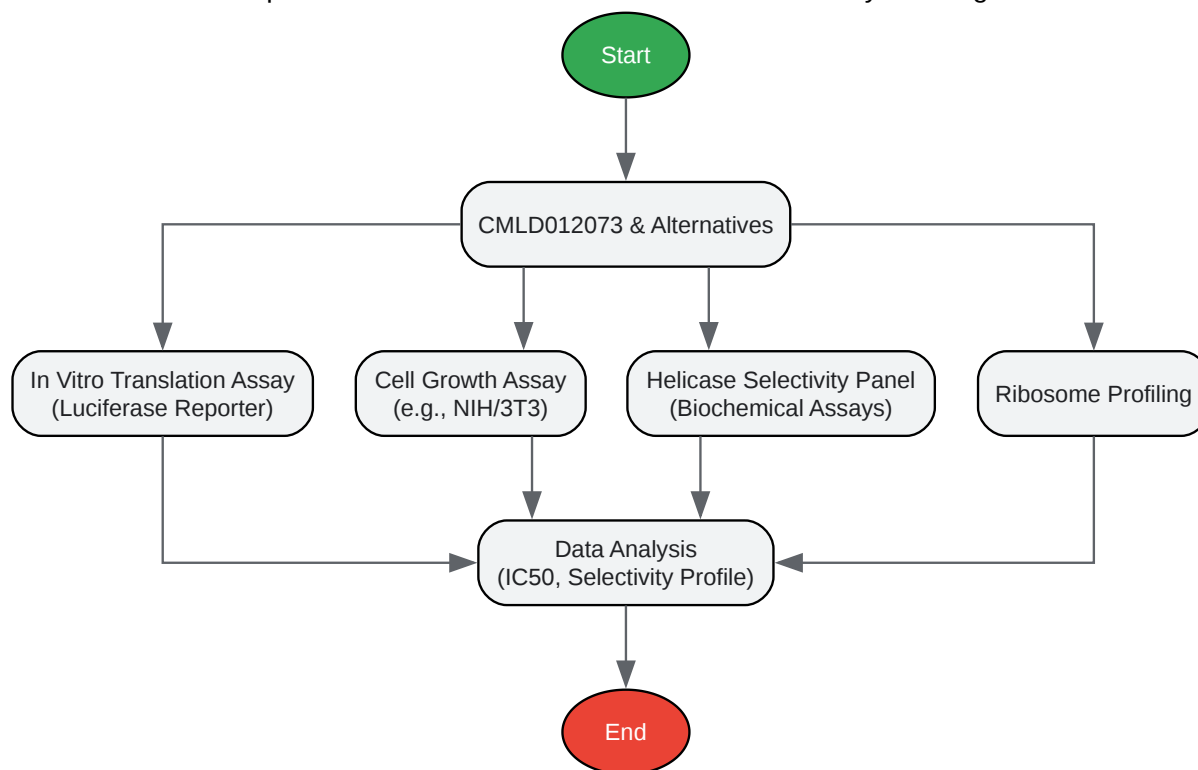 Start
CMLD012073 & Alternatives
In Vitro Translation Assay
(Luciferase Reporter)
Cell Growth Assay
(e.g., NIH/3T3)
Helicase Selectivity Panel
(Biochemical Assays)
Ribosome Profiling
Data Analysis
(IC50, Selectivity Profile)
End